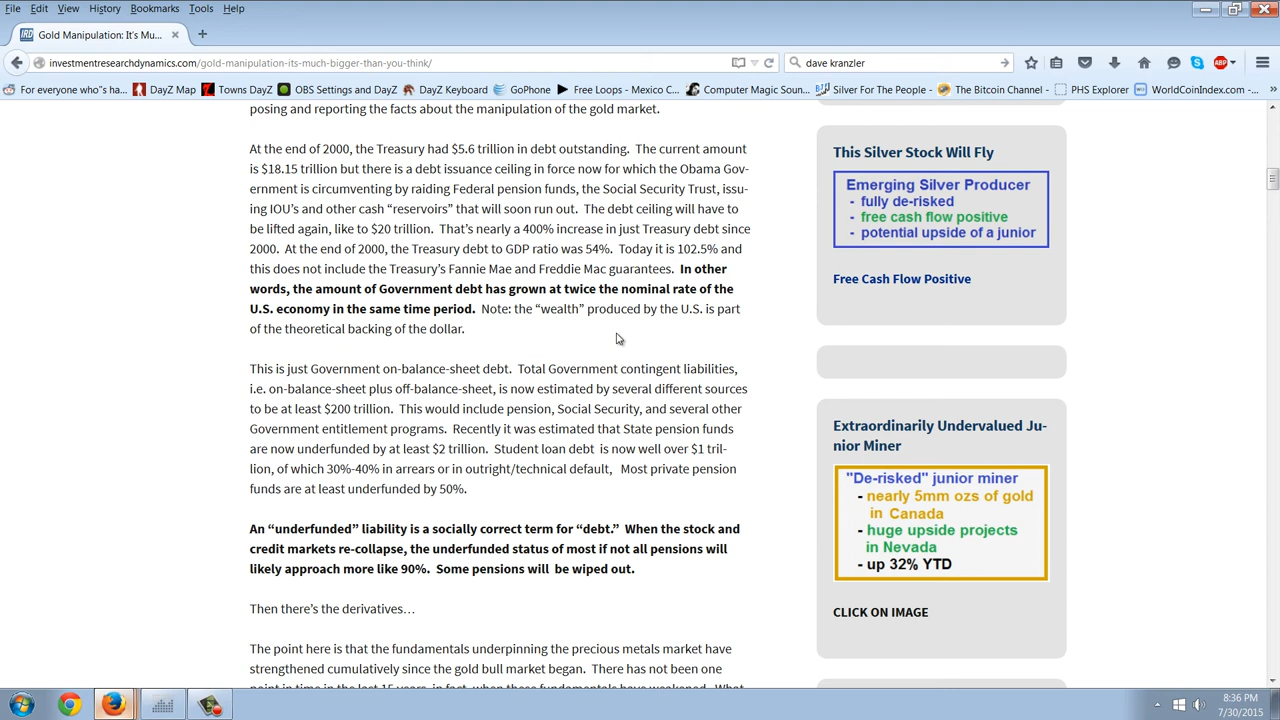 File Edit View History Bookmarks Tools Help
Gold Manipulation: It's Mu...
investmentresearchdynamics.com/gold-manipulation-its-much-bigger-than-you-think/
dave kranzler
For everyone who"s ha...
DayZ Map
Towns DayZ
OBS Settings and DayZ
DayZ Keyboard
GoPhone
Free Loops - Mexico C...
Computer Magic Soun...
Silver For The People - ...
The Bitcoin Channel - ...
PHS Explorer
WorldCoinIndex.com -...
posing and reporting the facts about the manipulation of the gold market.
At the end of 2000, the Treasury had $5.6 trillion in debt outstanding. The current amount
is $18.15 trillion but there is a debt issuance ceiling in force now for which the Obama Gov-
ernment is circumventing by raiding Federal pension funds, the Social Security Trust, issu-
ing IOU’s and other cash “reservoirs” that will soon run out. The debt ceiling will have to
be lifted again, like to $20 trillion. That’s nearly a 400% increase in just Treasury debt since
2000. At the end of 2000, the Treasury debt to GDP ratio was 54%. Today it is 102.5% and
this does not include the Treasury’s Fannie Mae and Freddie Mac guarantees. In other
words, the amount of Government debt has grown at twice the nominal rate of the
U.S. economy in the same time period. Note: the “wealth” produced by the U.S. is part
of the theoretical backing of the dollar.
This is just Government on-balance-sheet debt. Total Government contingent liabilities,
i.e. on-balance-sheet plus off-balance-sheet, is now estimated by several different sources
to be at least $200 trillion. This would include pension, Social Security, and several other
Government entitlement programs. Recently it was estimated that State pension funds
are now underfunded by at least $2 trillion. Student loan debt is now well over $1 tril-
lion, of which 30%-40% in arrears or in outright/technical default, Most private pension
funds are at least underfunded by 50%.
An “underfunded” liability is a socially correct term for “debt.” When the stock and
credit markets re-collapse, the underfunded status of most if not all pensions will
likely approach more like 90%. Some pensions will be wiped out.
Then there’s the derivatives…
The point here is that the fundamentals underpinning the precious metals market have
strengthened cumulatively since the gold bull market began. There has not been one
point in time in the last 15 years, in fact, when these fundamentals have weakened. What
This Silver Stock Will Fly
Emerging Silver Producer
- fully de-risked
- free cash flow positive
- potential upside of a junior
Free Cash Flow Positive
Extraordinarily Undervalued Ju-
nior Miner
"De-risked" junior miner
- nearly 5mm ozs of gold
in Canada
- huge upside projects
in Nevada
- up 32% YTD
CLICK ON IMAGE
8:36 PM
7/30/2015